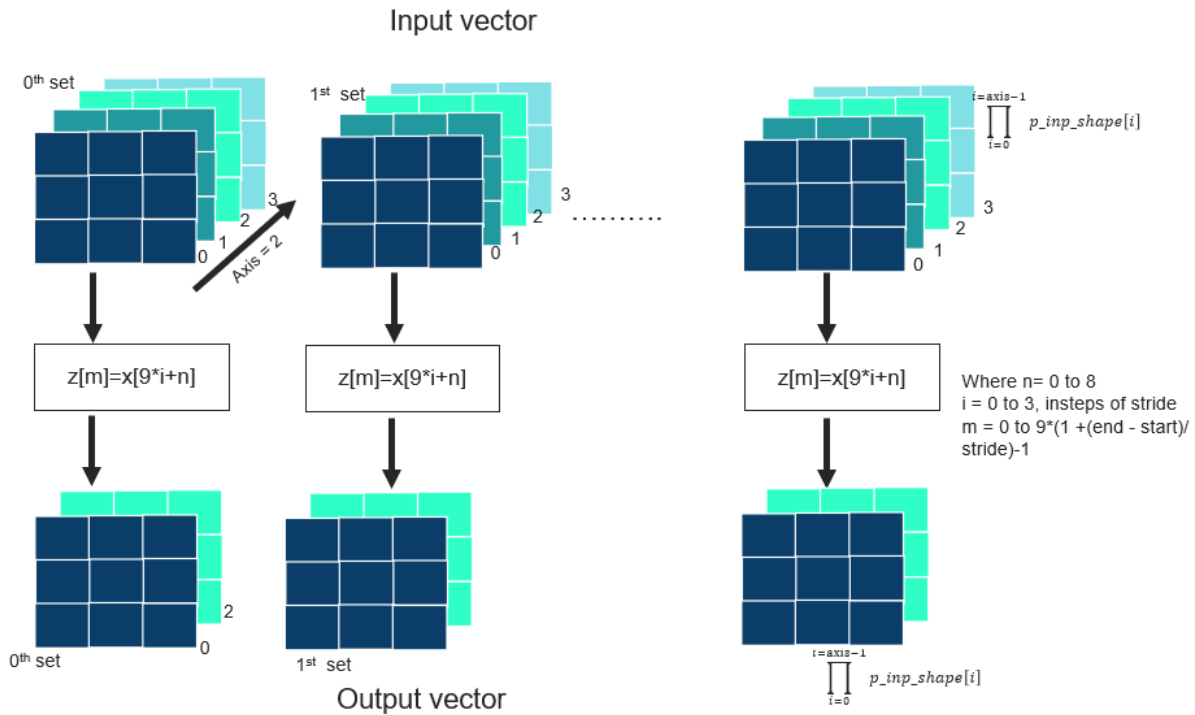 Input vector
0th set
3
2
1
0
Axis = 2
1st set
3
2
1
0
..........
i=axis−1
∏ p_inp_shape[i]
i=0
3
2
1
0
z[m]=x[9*i+n]
z[m]=x[9*i+n]
z[m]=x[9*i+n]
Where n= 0 to 8
i = 0 to 3, insteps of stride
m = 0 to 9*(1 +(end - start)/
stride)-1
2
0
0th set
1st set
i=axis−1
∏ p_inp_shape[i]
i=0
Output vector